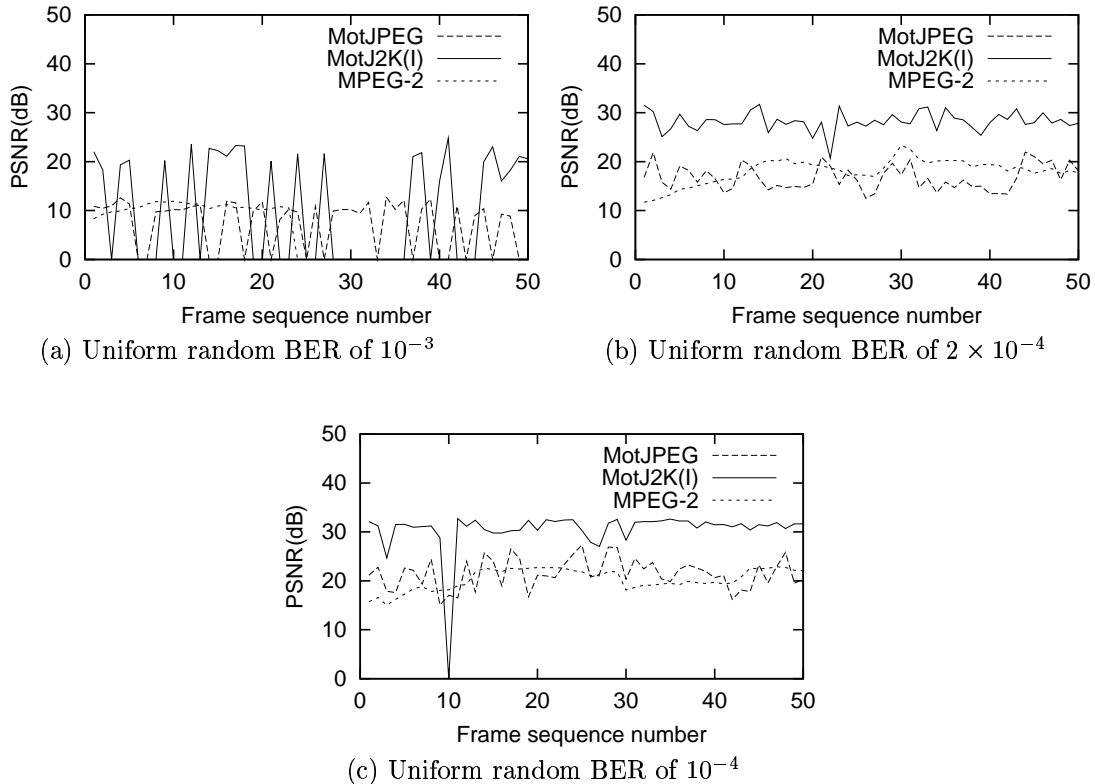 50
40
30
20
10
0
PSNR(dB)
MotJPEG
MotJ2K(I)
MPEG-2
0 10 20 30 40 50
Frame sequence number
(a) Uniform random BER of 10⁻³
50
40
30
20
10
0
PSNR(dB)
MotJPEG
MotJ2K(I)
MPEG-2
0 10 20 30 40 50
Frame sequence number
(b) Uniform random BER of 2 × 10⁻⁴
50
40
30
20
10
0
PSNR(dB)
MotJPEG
MotJ2K(I)
MPEG-2
0 10 20 30 40 50
Frame sequence number
(c) Uniform random BER of 10⁻⁴